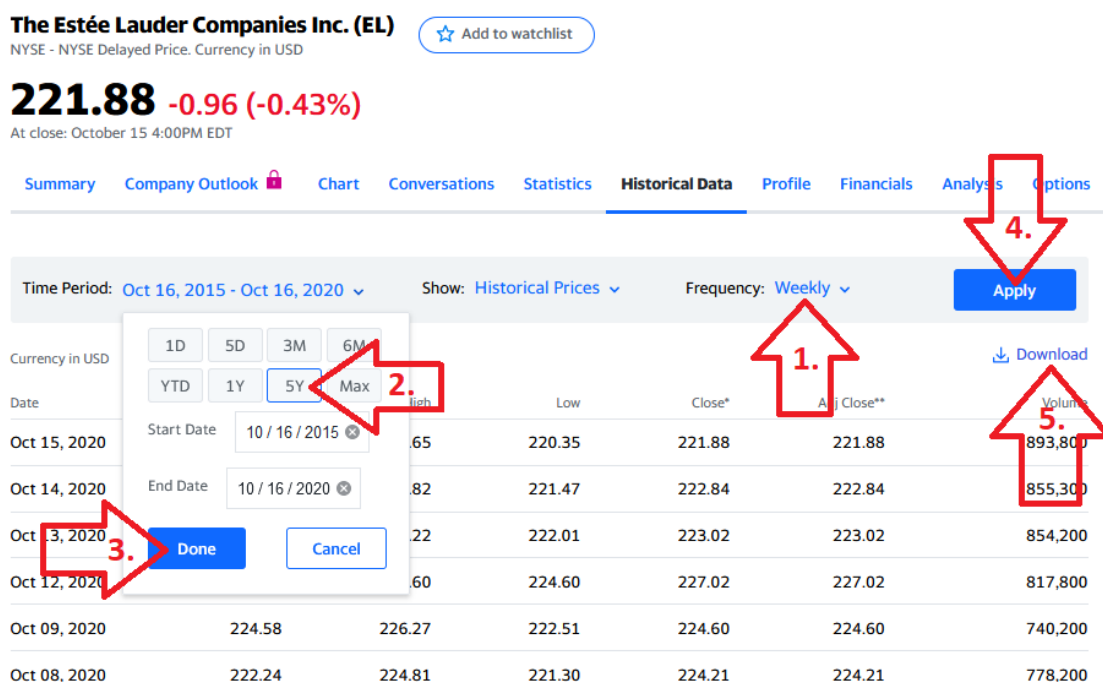 The Estée Lauder Companies Inc. (EL)
Add to watchlist
NYSE - NYSE Delayed Price. Currency in USD
221.88 -0.96 (-0.43%)
At close: October 15 4:00PM EDT
Summary Company Outlook Chart Conversations Statistics Historical Data Profile Financials Analysis Options
4.
Time Period: Oct 16, 2015 - Oct 16, 2020 Show: Historical Prices Frequency: Weekly Apply
1D 5D 3M 6M
Currency in USD 1. Download
YTD 1Y 5Y 2. Max
Date High Low Close* Adj Close** Volume
5.
Start Date 10 / 16 / 2015
Oct 15, 2020 .65 220.35 221.88 221.88 893,800
End Date 10 / 16 / 2020
Oct 14, 2020 .82 221.47 222.84 222.84 855,300
Oct 13, 2020 .22 222.01 223.02 223.02 854,200
3. Done Cancel
Oct 12, 2020 .60 224.60 227.02 227.02 817,800
Oct 09, 2020 224.58 226.27 222.51 224.60 224.60 740,200
Oct 08, 2020 222.24 224.81 221.30 224.21 224.21 778,200